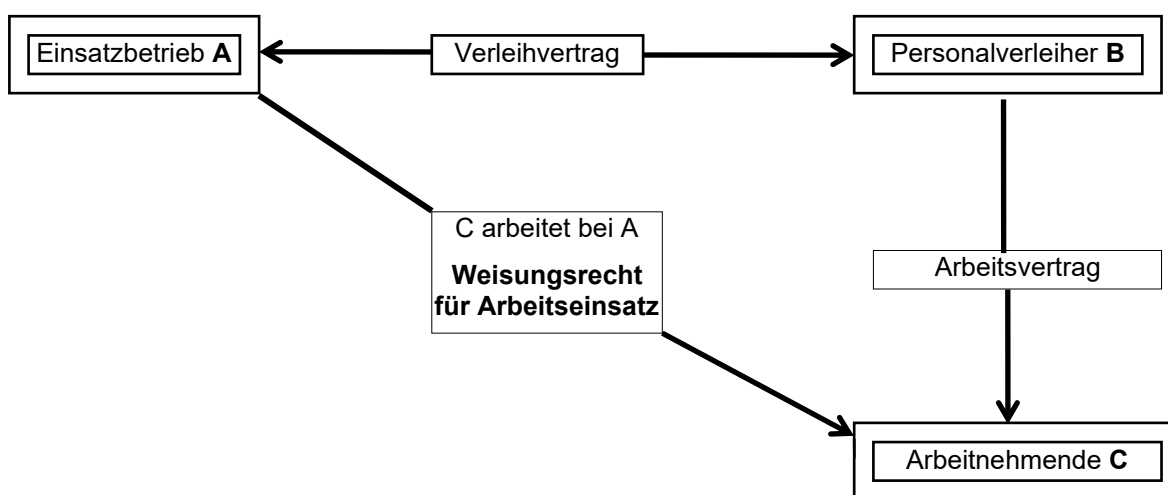 Einsatzbetrieb A
Verleihvertrag
Personalverleiher B
C arbeitet bei A
Weisungsrecht
für Arbeitseinsatz
Arbeitsvertrag
Arbeitnehmende C